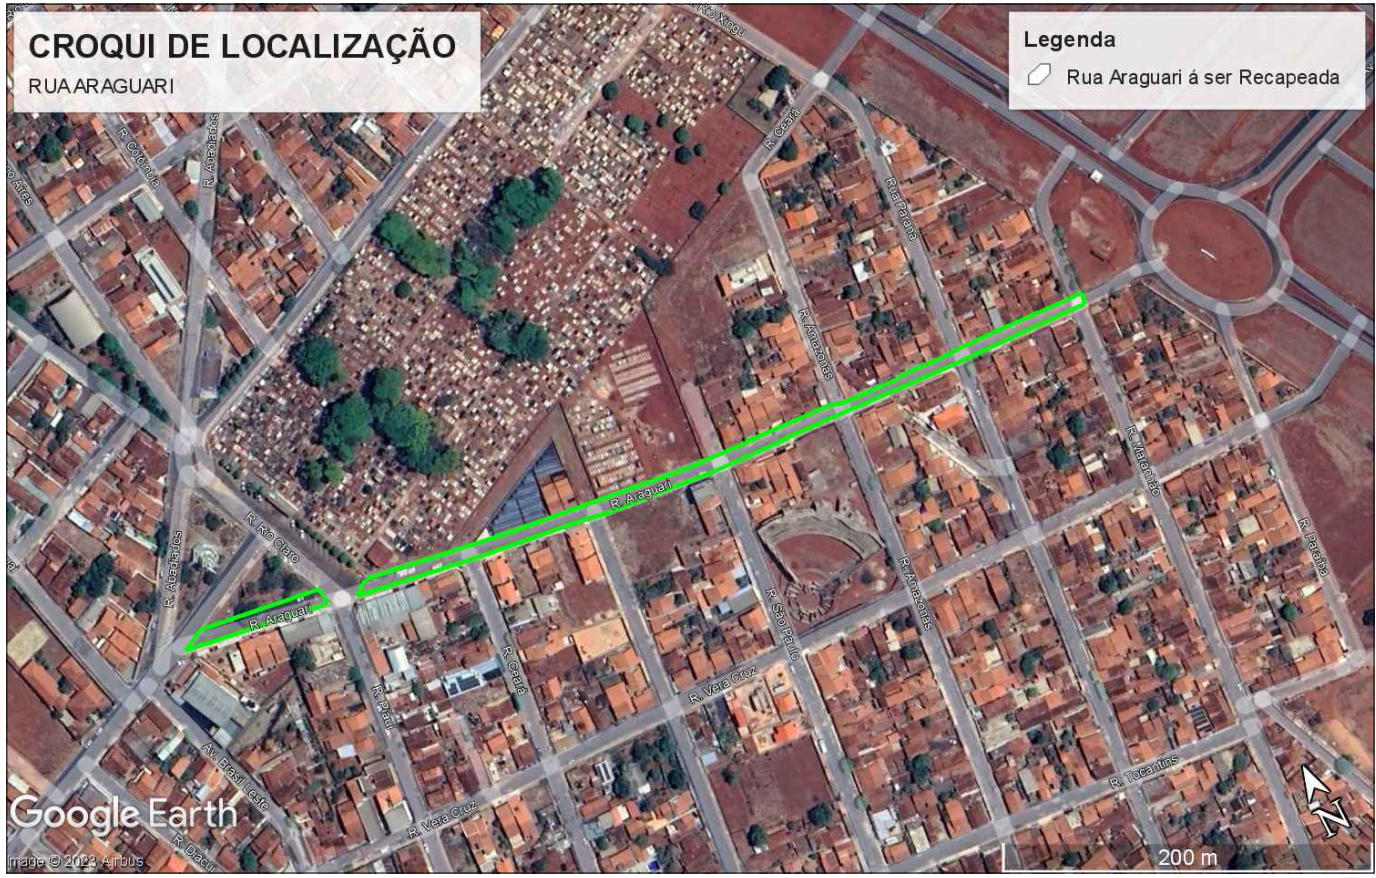 CROQUI DE LOCALIZAÇÃO
RUA ARAGUARI
Legenda
Rua Araguari á ser Recapeada
Rio Xingu
R. Colômbia
R. Abadiados
R. Ceará
Rua Paraná
R. Amazonas
R. Araguari
R. Maranhão
R. Rio Claro
R. Abadiados
R. Paraíba
R. Amazonas
R. São Paulo
R. Araguari
R. Ceará
R. Vera Cruz
R. Piauí
Av. Brasil Leste
R. Tocantins
R. Vera Cruz
Google Earth
Image © 2023 Airbus
200 m
N